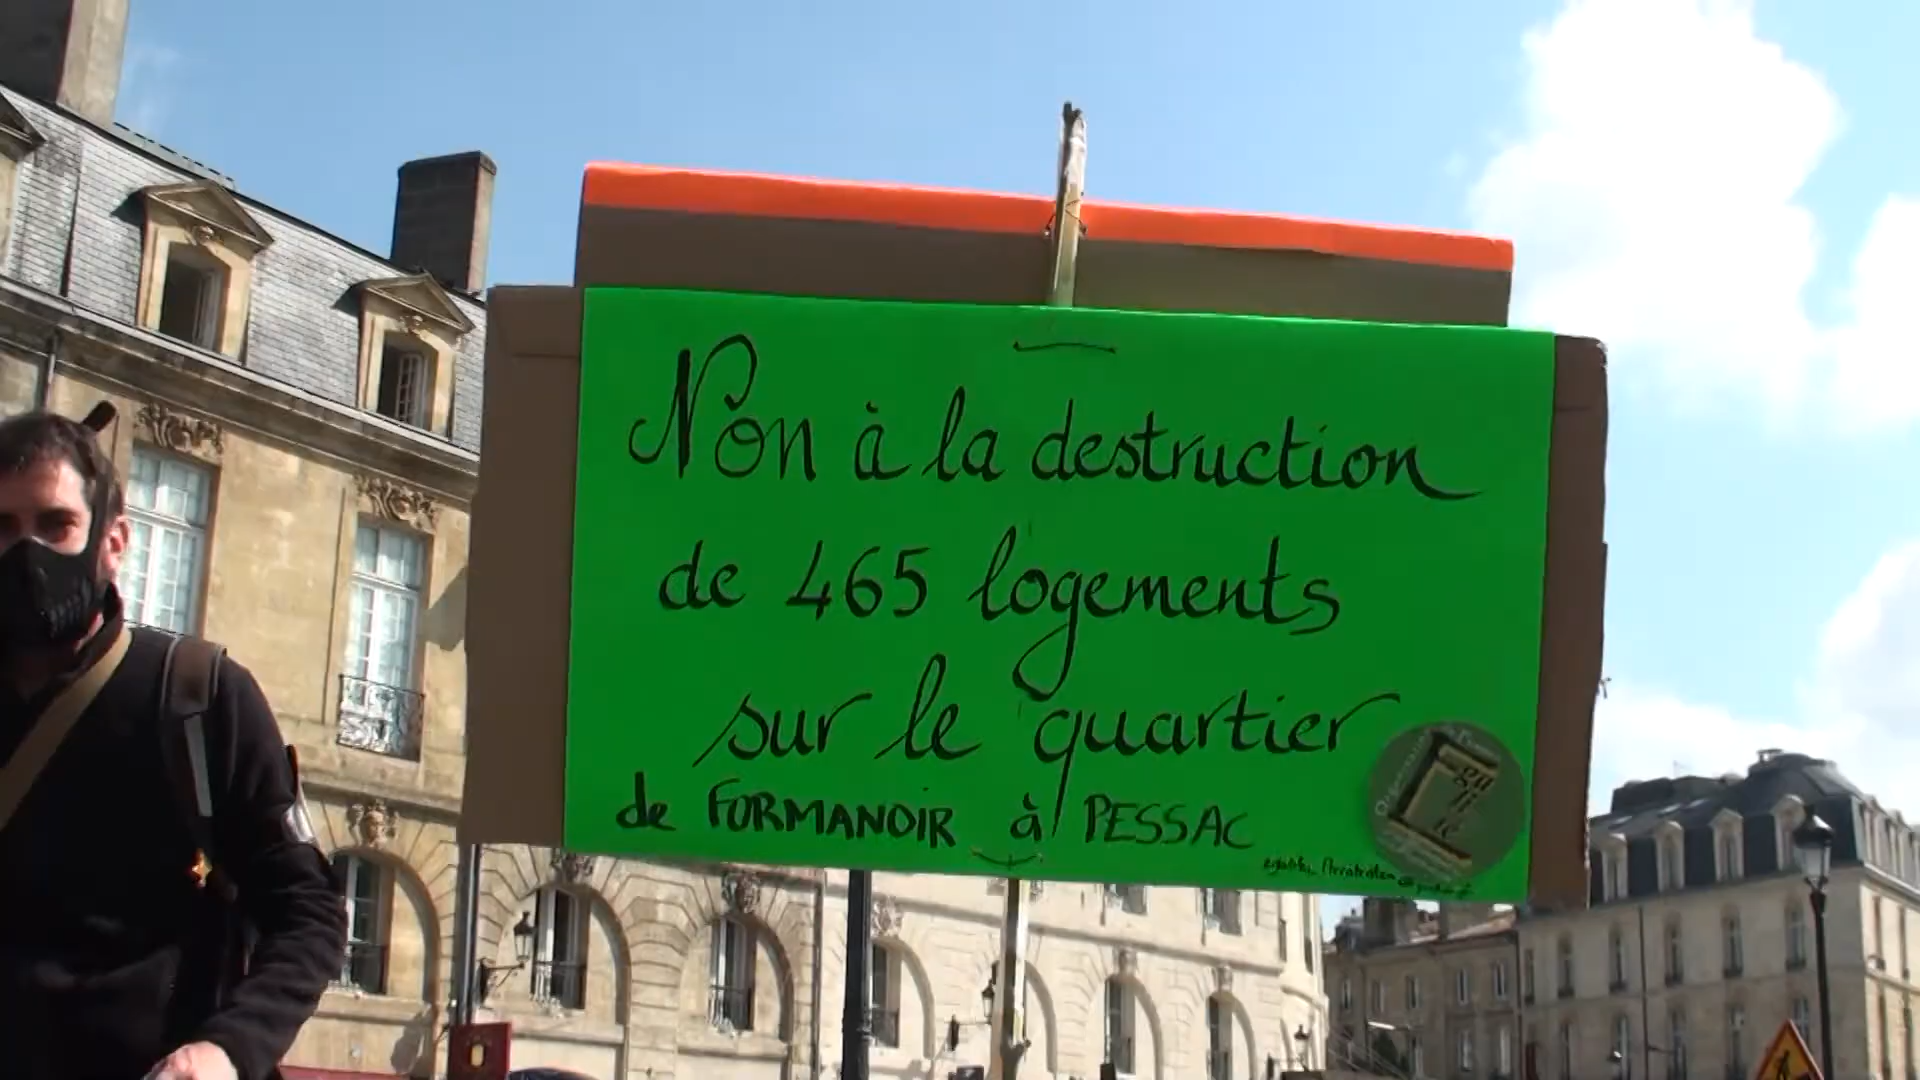 Non à la destruction
de 465 logements
sur le quartier
de FORMANOIR à PESSAC